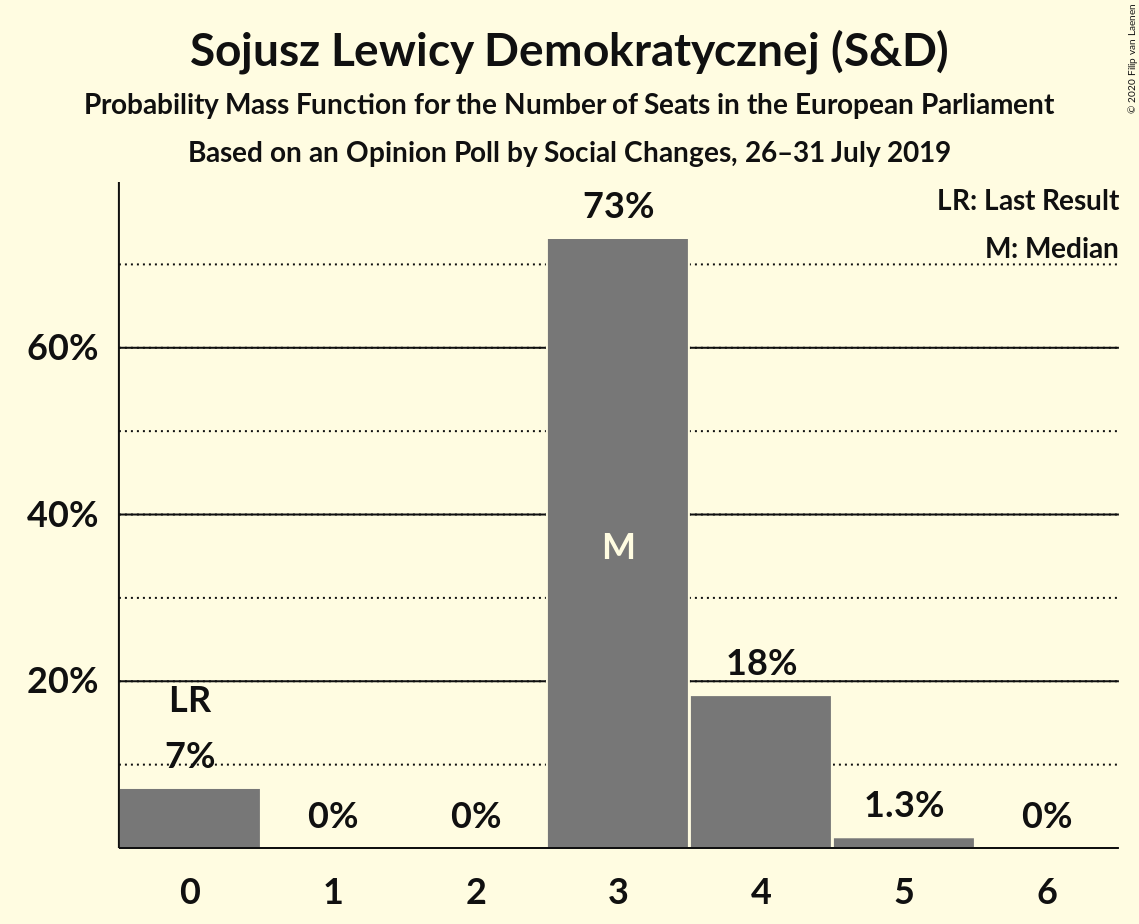 Sojusz Lewicy Demokratycznej (S&D)
Probability Mass Function for the Number of Seats in the European Parliament
Based on an Opinion Poll by Social Changes, 26–31 July 2019
© 2020 Filip van Laenen
LR: Last Result
M: Median
73%
60%
40%
M
18%
20%
LR
7%
0%
0%
1.3%
0%
0 1 2 3 4 5 6